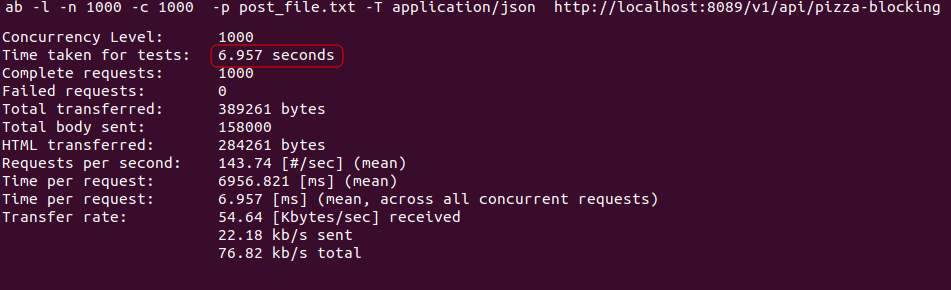 ab -l -n 1000 -c 1000  -p post_file.txt -T application/json  http://localhost:8089/v1/api/pizza-blocking
Concurrency Level:      1000
Time taken for tests:   6.957 seconds
Complete requests:      1000
Failed requests:        0
Total transferred:      389261 bytes
Total body sent:        158000
HTML transferred:       284261 bytes
Requests per second:    143.74 [#/sec] (mean)
Time per request:       6956.821 [ms] (mean)
Time per request:       6.957 [ms] (mean, across all concurrent requests)
Transfer rate:          54.64 [Kbytes/sec] received
                        22.18 kb/s sent
                        76.82 kb/s total